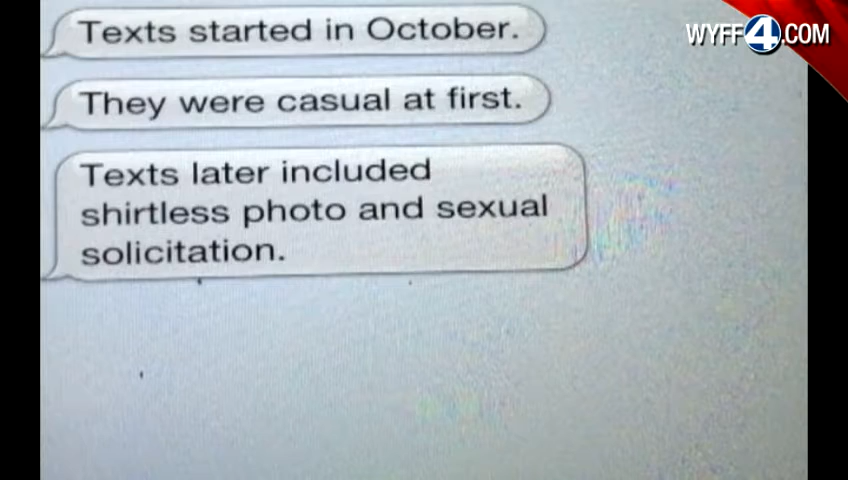 WYFF4.COM
Texts started in October.
They were casual at first.
Texts later included
shirtless photo and sexual
solicitation.